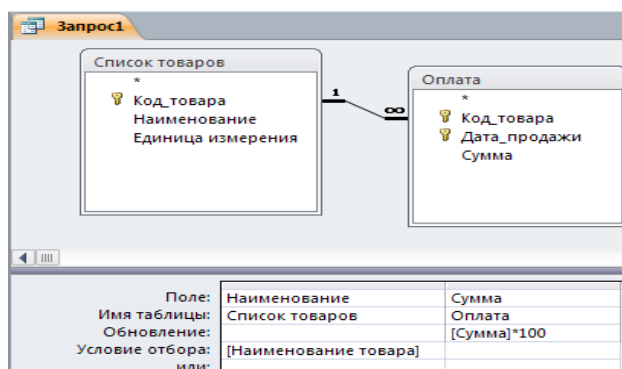 Запрос1
Список товаров
*
Код_товара
Наименование
Единица измерения
1
∞
Оплата
*
Код_товара
Дата_продажи
Сумма
Поле: Наименование Сумма
Имя таблицы: Список товаров Оплата
Обновление: [Сумма]*100
Условие отбора: [Наименование товара]
или: